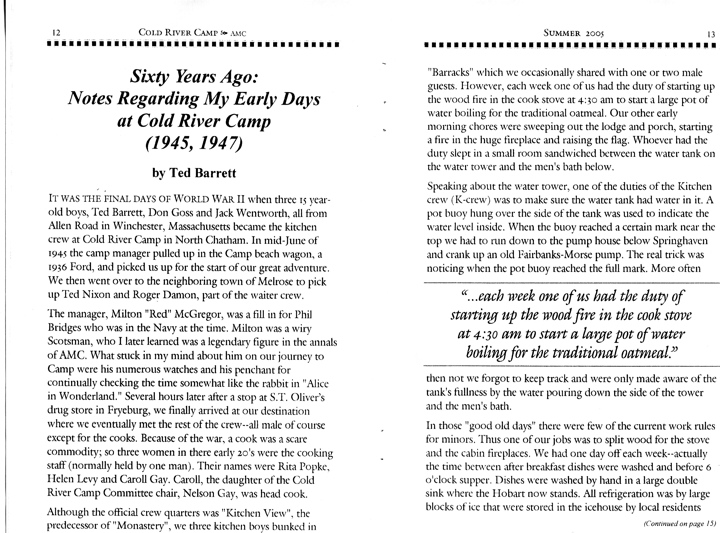 12
COLD RIVER CAMP AMC
Sixty Years Ago:
Notes Regarding My Early Days
at Cold River Camp
(1945, 1947)
by Ted Barrett
IT WAS THE FINAL DAYS OF WORLD WAR II when three 15 year-
old boys, Ted Barrett, Don Goss and Jack Wentworth, all from
Allen Road in Winchester, Massachusetts became the kitchen
crew at Cold River Camp in North Chatham. In mid-June of
1945 the camp manager pulled up in the Camp beach wagon, a
1936 Ford, and picked us up for the start of our great adventure.
We then went over to the neighboring town of Melrose to pick
up Ted Nixon and Roger Damon, part of the waiter crew.
The manager, Milton "Red" McGregor, was a fill in for Phil
Bridges who was in the Navy at the time. Milton was a wiry
Scotsman, who I later learned was a legendary figure in the annals
of AMC. What stuck in my mind about him on our journey to
Camp were his numerous watches and his penchant for
continually checking the time somewhat like the rabbit in "Alice
in Wonderland." Several hours later after a stop at S.T. Oliver's
drug store in Fryeburg, we finally arrived at our destination
where we eventually met the rest of the crew--all male of course
except for the cooks. Because of the war, a cook was a scarce
commodity; so three women in there early 20's were the cooking
staff (normally held by one man). Their names were Rita Popke,
Helen Levy and Caroll Gay. Caroll, the daughter of the Cold
River Camp Committee chair, Nelson Gay, was head cook.
Although the official crew quarters was "Kitchen View", the
predecessor of "Monastery", we three kitchen boys bunked in
SUMMER 2005
13
"Barracks" which we occasionally shared with one or two male
guests. However, each week one of us had the duty of starting up
the wood fire in the cook stove at 4:30 am to start a large pot of
water boiling for the traditional oatmeal. Our other early
morning chores were sweeping out the lodge and porch, starting
a fire in the huge fireplace and raising the flag. Whoever had the
duty slept in a small room sandwiched between the water tank on
the water tower and the men's bath below.
Speaking about the water tower, one of the duties of the Kitchen
crew (K-crew) was to make sure the water tank had water in it. A
pot buoy hung over the side of the tank was used to indicate the
water level inside. When the buoy reached a certain mark near the
top we had to run down to the pump house below Springhaven
and crank up an old Fairbanks-Morse pump. The real trick was
noticing when the pot buoy reached the full mark. More often
"...each week one of us had the duty of
starting up the wood fire in the cook stove
at 4:30 am to start a large pot of water
boiling for the traditional oatmeal."
then not we forgot to keep track and were only made aware of the
tank's fullness by the water pouring down the side of the tower
and the men's bath.
In those "good old days" there were few of the current work rules
for minors. Thus one of our jobs was to split wood for the stove
and the cabin fireplaces. We had one day off each week--actually
the time between after breakfast dishes were washed and before 6
o'clock supper. Dishes were washed by hand in a large double
sink where the Hobart now stands. All refrigeration was by large
blocks of ice that were stored in the icehouse by local residents
(Continued on page 15)